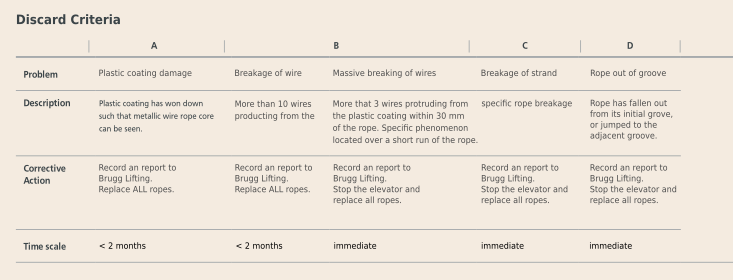 Discard Criteria
A B C D
Problem Plastic coating damage Breakage of wire Massive breaking of wires Breakage of strand Rope out of groove
Description
Plastic coating has won down
such that metallic wire rope core
can be seen.
More than 10 wires
producting from the
More that 3 wires protruding from
the plastic coating within 30 mm
of the rope. Specific phenomenon
located over a short run of the rope.
specific rope breakage
Rope has fallen out
from its initial grove,
or jumped to the
adjacent groove.
Corrective
Action
Record an report to
Brugg Lifting.
Replace ALL ropes.
Record an report to
Brugg Lifting.
Replace ALL ropes.
Record an report to
Brugg Lifting.
Stop the elevator and
replace all ropes.
Record an report to
Brugg Lifting.
Stop the elevator and
replace all ropes.
Record an report to
Brugg Lifting.
Stop the elevator and
replace all ropes.
Time scale < 2 months < 2 months immediate immediate immediate